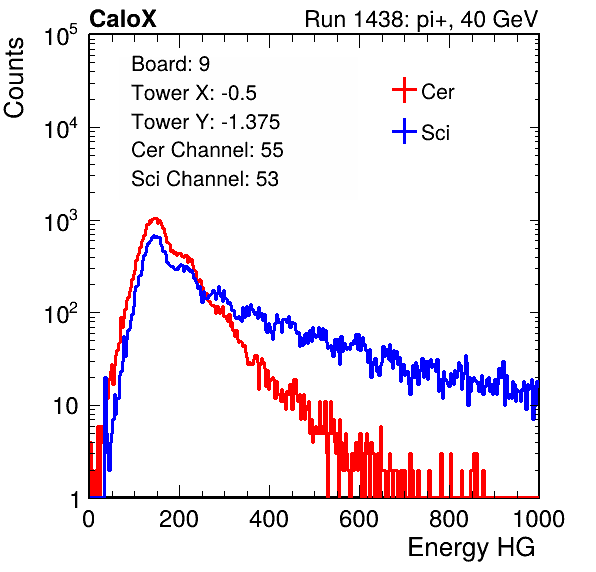 CaloX Run 1438: pi+, 40 GeV
Counts
Board: 9
Tower X: -0.5
Tower Y: -1.375
Cer Channel: 55
Sci Channel: 53
Cer
Sci
10^5
10^4
10^3
10^2
10
1
0 200 400 600 800 1000
Energy HG